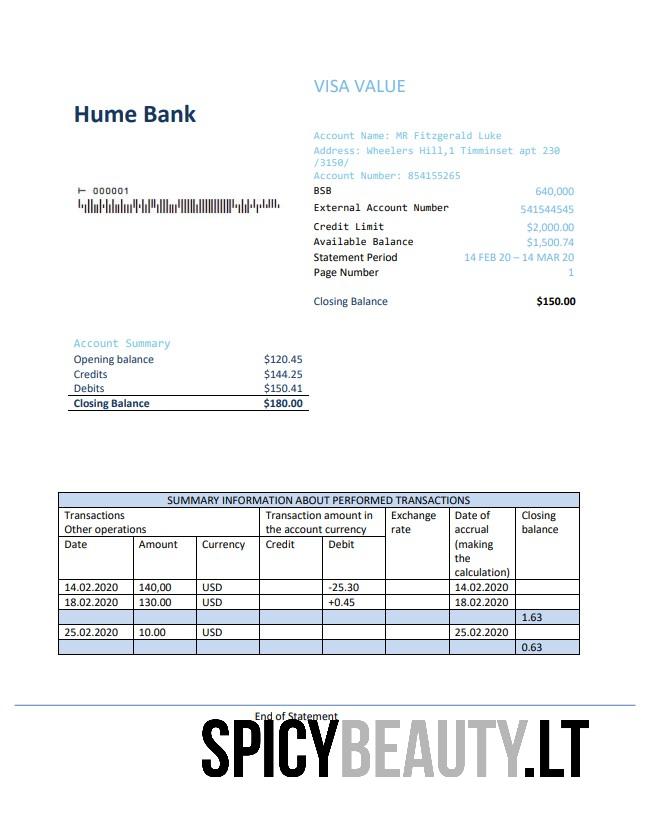 VISA VALUE
Hume Bank
Account Name: MR Fitzgerald Luke
Address: Wheelers Hill,1 Timminset apt 230
/3150/
Account Number: 854155265
⊢ 000001
BSB 640,000
External Account Number 541544545
Credit Limit $2,000.00
Available Balance $1,500.74
Statement Period 14 FEB 20 – 14 MAR 20
Page Number 1
Closing Balance $150.00
Account Summary
Opening balance $120.45
Credits $144.25
Debits $150.41
Closing Balance $180.00
SUMMARY INFORMATION ABOUT PERFORMED TRANSACTIONS
Transactions
Other operations
Transaction amount in
the account currency
Exchange
rate
Date of
accrual
(making
the
calculation)
Closing
balance
Date Amount Currency Credit Debit
14.02.2020 140,00 USD -25.30 14.02.2020
18.02.2020 130.00 USD +0.45 18.02.2020
1.63
25.02.2020 10.00 USD 25.02.2020
0.63
End of Statement
SPICYBEAUTY.LT